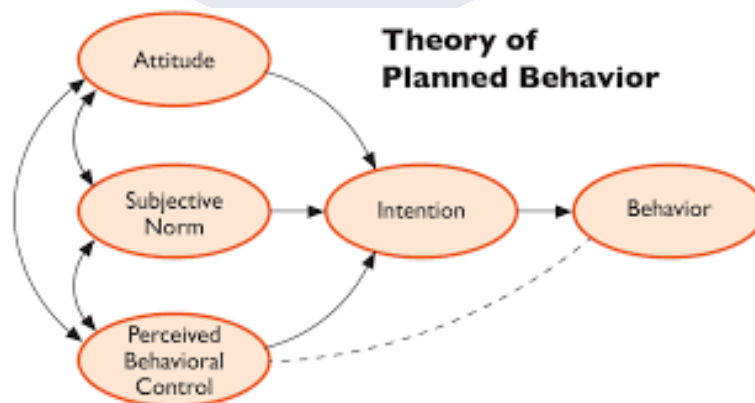 Theory of
Planned Behavior
Attitude
Subjective
Norm
Intention
Behavior
Perceived
Behavioral
Control